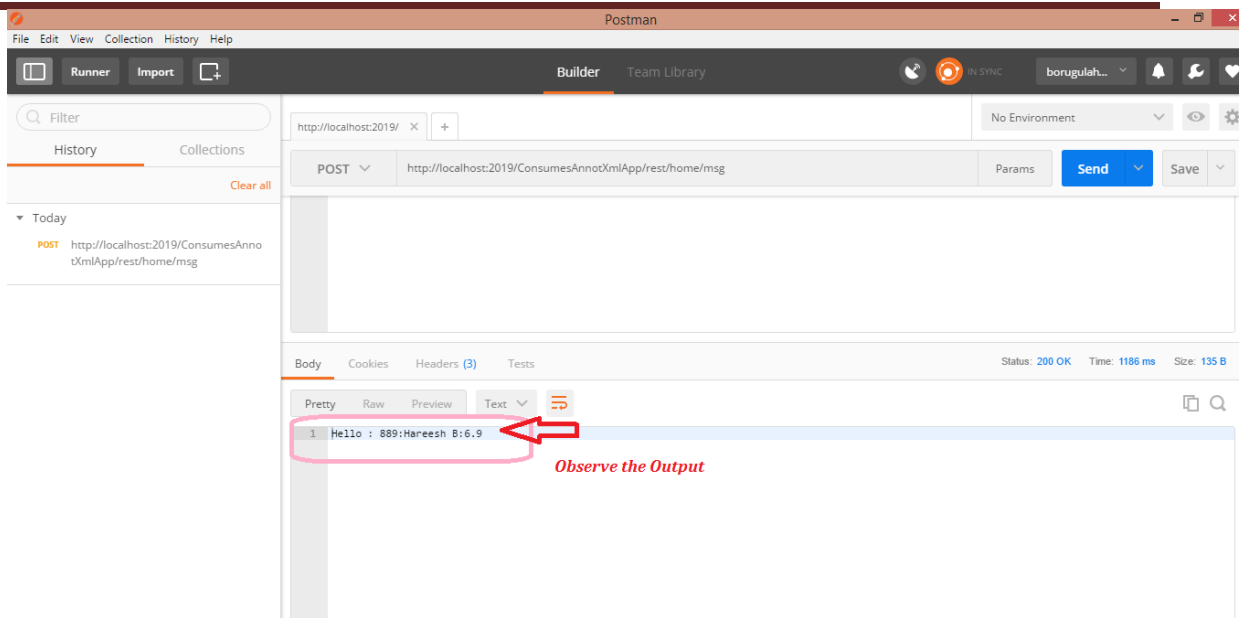 Postman
File Edit View Collection History Help
Runner Import Builder Team Library IN SYNC borugulah...
Filter
History Collections
Clear all
Today
POST http://localhost:2019/ConsumesAnno
tXmlApp/rest/home/msg
http://localhost:2019/ No Environment
POST http://localhost:2019/ConsumesAnnotXmlApp/rest/home/msg Params Send Save
Body Cookies Headers (3) Tests Status: 200 OK Time: 1186 ms Size: 135 B
Pretty Raw Preview Text
1 Hello : 889:Hareesh B:6.9
Observe the Output